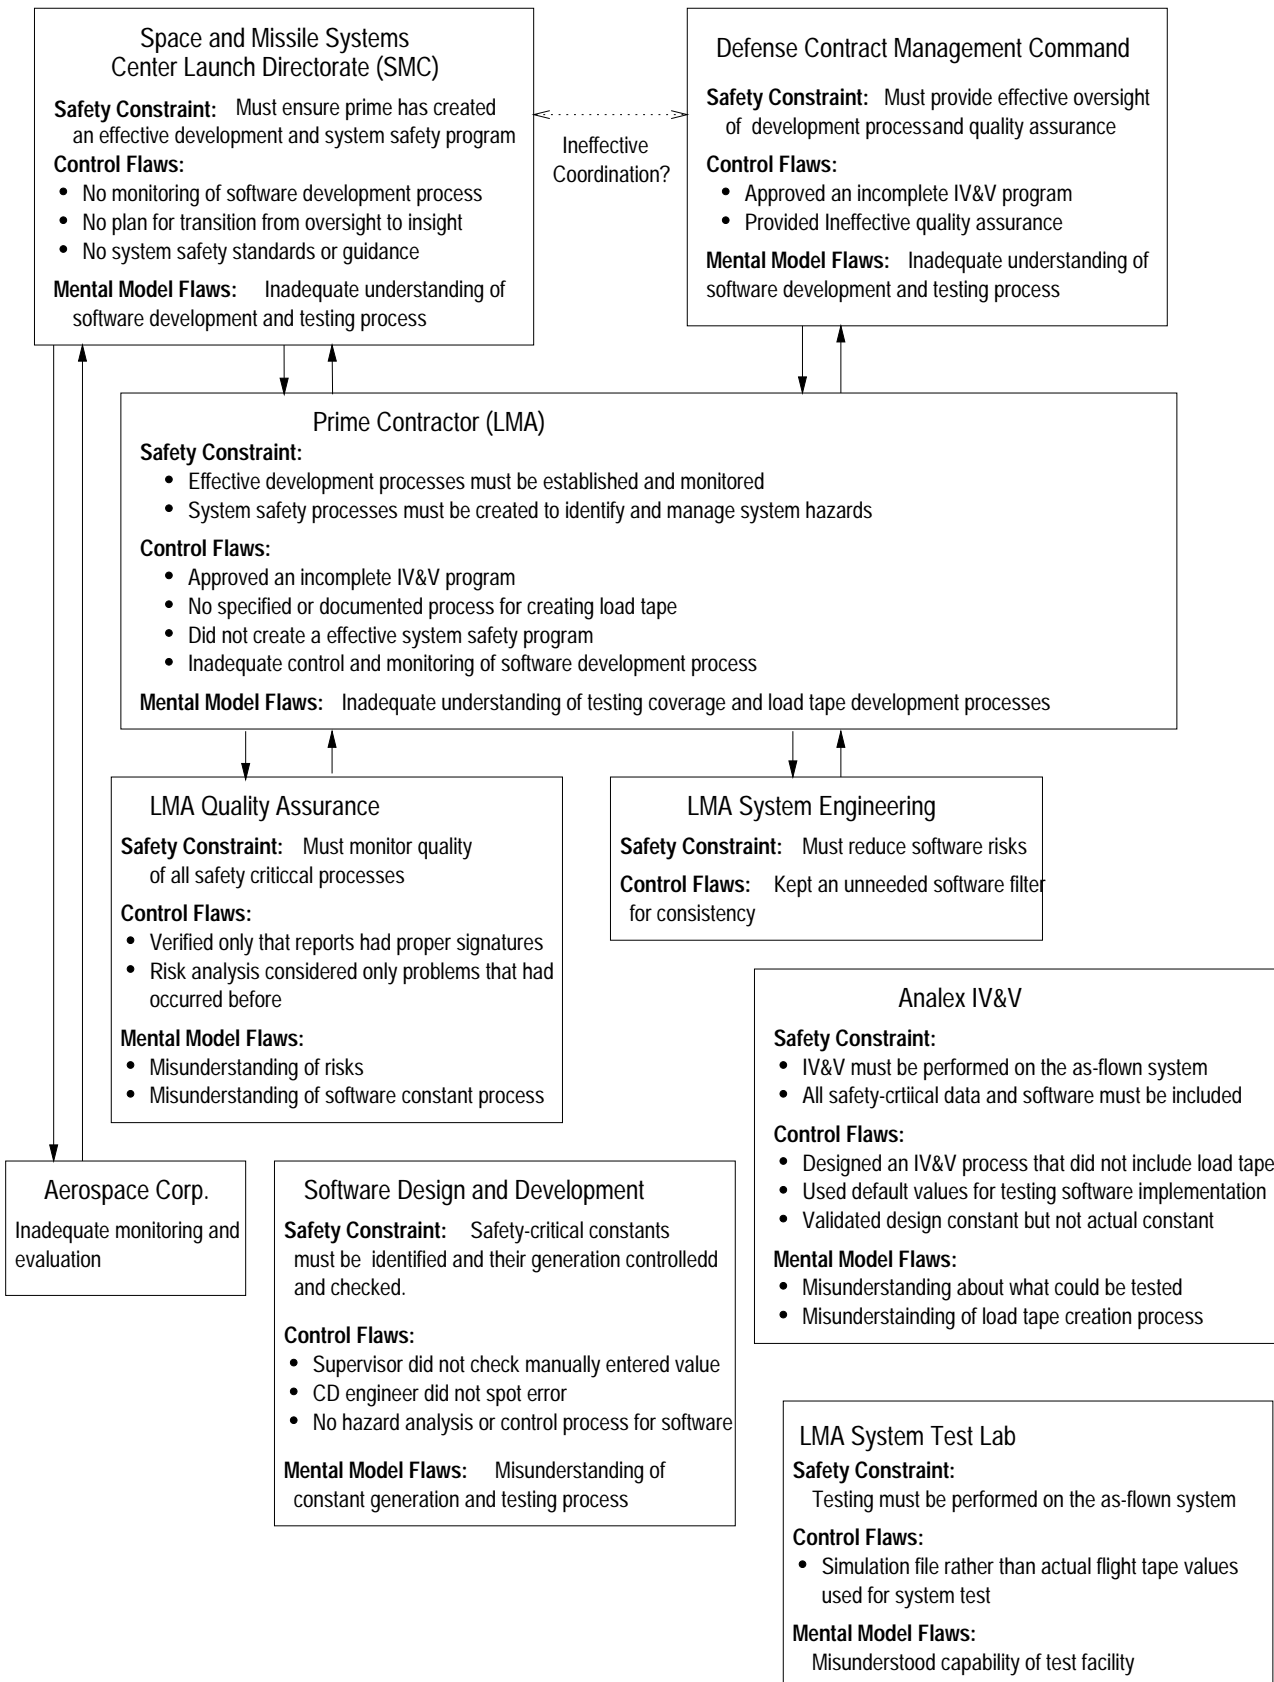 Space and Missile Systems
Center Launch Directorate (SMC)
Safety Constraint: Must ensure prime has created
an effective development and system safety program
Control Flaws:
• No monitoring of software development process
• No plan for transition from oversight to insight
• No system safety standards or guidance
Mental Model Flaws: Inadequate understanding of
software development and testing process
Ineffective
Coordination?
Defense Contract Management Command
Safety Constraint: Must provide effective oversight
of development processand quality assurance
Control Flaws:
• Approved an incomplete IV&V program
• Provided Ineffective quality assurance
Mental Model Flaws: Inadequate understanding of
software development and testing process
Prime Contractor (LMA)
Safety Constraint:
• Effective development processes must be established and monitored
• System safety processes must be created to identify and manage system hazards
Control Flaws:
• Approved an incomplete IV&V program
• No specified or documented process for creating load tape
• Did not create a effective system safety program
• Inadequate control and monitoring of software development process
Mental Model Flaws: Inadequate understanding of testing coverage and load tape development processes
LMA Quality Assurance
Safety Constraint: Must monitor quality
of all safety criticcal processes
Control Flaws:
• Verified only that reports had proper signatures
• Risk analysis considered only problems that had
occurred before
Mental Model Flaws:
• Misunderstanding of risks
• Misunderstanding of software constant process
LMA System Engineering
Safety Constraint: Must reduce software risks
Control Flaws: Kept an unneeded software filter
for consistency
Analex IV&V
Safety Constraint:
• IV&V must be performed on the as-flown system
• All safety-crtiical data and software must be included
Control Flaws:
• Designed an IV&V process that did not include load tape
• Used default values for testing software implementation
• Validated design constant but not actual constant
Mental Model Flaws:
• Misunderstanding about what could be tested
• Misunderstainding of load tape creation process
Aerospace Corp.
Inadequate monitoring and
evaluation
Software Design and Development
Safety Constraint: Safety-critical constants
must be identified and their generation controlledd
and checked.
Control Flaws:
• Supervisor did not check manually entered value
• CD engineer did not spot error
• No hazard analysis or control process for software
Mental Model Flaws: Misunderstanding of
constant generation and testing process
LMA System Test Lab
Safety Constraint:
Testing must be performed on the as-flown system
Control Flaws:
• Simulation file rather than actual flight tape values
used for system test
Mental Model Flaws:
Misunderstood capability of test facility